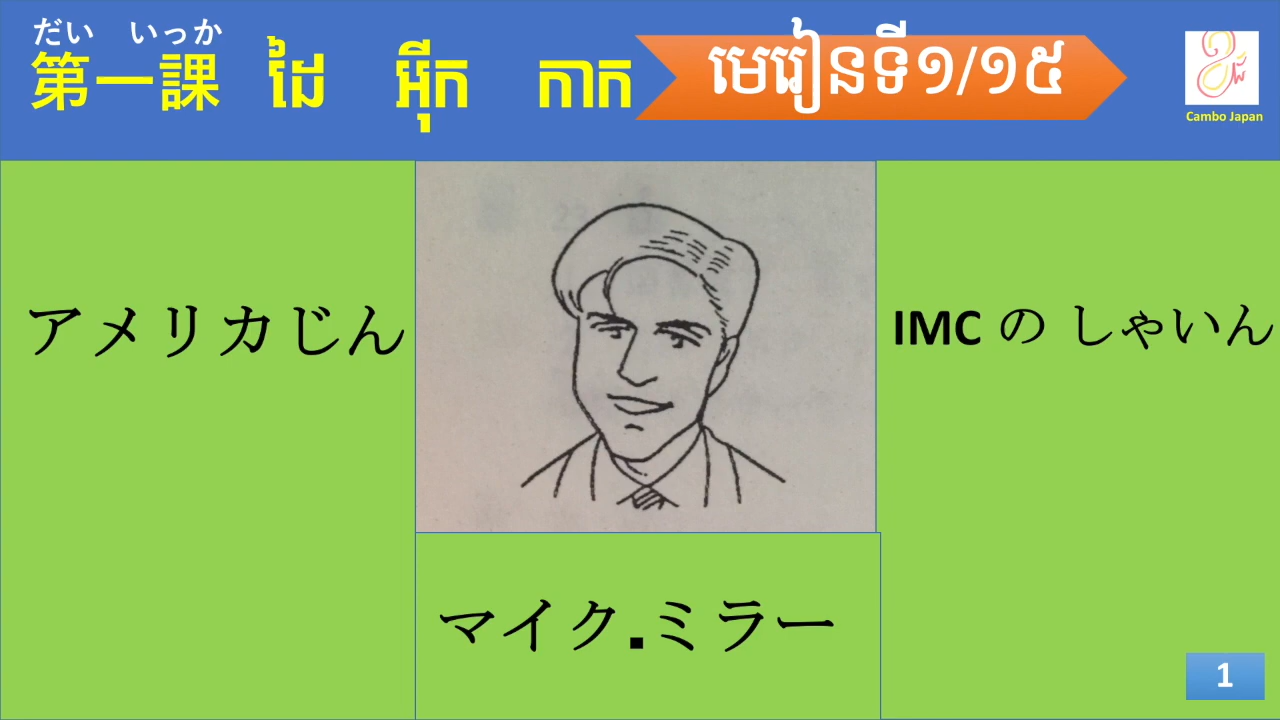 だい いっか
第一課 ដៃ អ៊ីក កាក
មេរៀនទី១/១៥
Cambo Japan
アメリカじん
IMC の しゃいん
マイク.ミラー
1